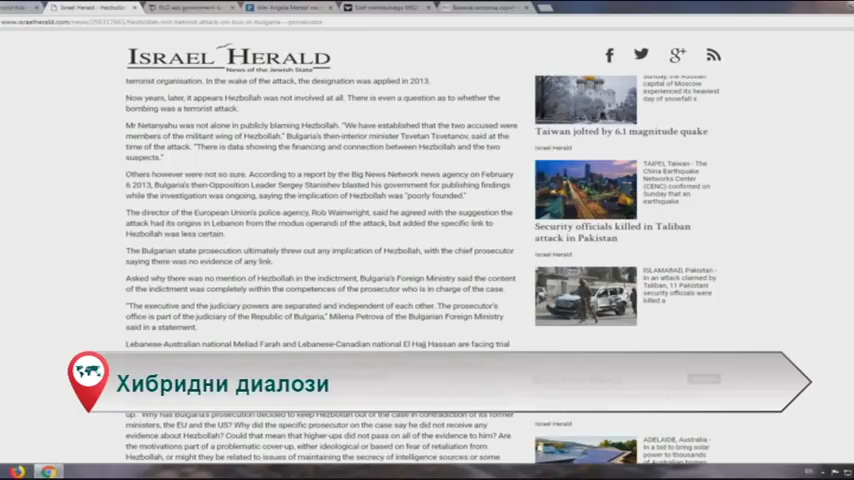 Israel Herald - Hezbollah
www.israelherald.com/news/256317661/hezbollah-not-behind-attack-on-bus-in-bulgaria---prosecutor
ISRAEL HERALD
News of the Jewish State
terrorist organisation. In the wake of the attack, the designation was applied in 2013.
Now years, later, it appears Hezbollah was not involved at all. There is even a question as to whether the
bombing was a terrorist attack.
Mr Netanyahu was not alone in publicly blaming Hezbollah. "We have established that the two accused were
members of the militant wing of Hezbollah." Bulgaria's then-interior minister Tsvetan Tsvetanov, said at the
time of the attack. "There is data showing the financing and connection between Hezbollah and the two
suspects."
Others however were not so sure. According to a report by the Big News Network news agency on February
6 2013, Bulgaria's then-Opposition Leader Sergey Stanishev blasted his government for publishing findings
while the investigation was ongoing, saying the implication of Hezbollah was "poorly founded."
The director of the European Union's police agency, Rob Wainwright, said he agreed with the suggestion the
attack had its origins in Lebanon from the modus operandi of the attack, but added the specific link to
Hezbollah was less certain.
The Bulgarian state prosecution ultimately threw out any implication of Hezbollah, with the chief prosecutor
saying there was no evidence of any link.
Asked why there was no mention of Hezbollah in the indictment, Bulgaria's Foreign Ministry said the content
of the indictment was completely within the competences of the prosecutor who is in charge of the case.
"The executive and the judiciary powers are separated and independent of each other. The prosecutor's
office is part of the judiciary of the Republic of Bulgaria," Milena Petrova of the Bulgarian Foreign Ministry
said in a statement.
Lebanese-Australian national Meliad Farah and Lebanese-Canadian national El Hajj Hassan are facing trial
Хибридни диалози
up. Why has Bulgaria's prosecution decided to keep Hezbollah out of the case in contradiction of its former
ministers, the EU and the US? Why did the specific prosecutor on the case say he did not receive any
evidence about Hezbollah? Could that mean that higher-ups did not pass on all of the evidence to him? Are
the motivations part of a problematic cover-up, either ideological or based on fear of retaliation from
Hezbollah, or might they be related to issues of maintaining the secrecy of intelligence sources or some
Sunday, the Russian
capital of Moscow
experienced its heaviest
day of snowfall s
Taiwan jolted by 6.1 magnitude quake
Israel Herald
TAIPEI, Taiwan - The
China Earthquake
Networks Center
(CENC) confirmed on
Sunday that an
earthquake
Security officials killed in Taliban
attack in Pakistan
Israel Herald
ISLAMABAD, Pakistan -
In an attack claimed by
Taliban, 11 Pakistani
security officials were
killed a
Israel Herald
ADELAIDE, Australia -
In a bid to bring solar
power to thousands of
EN